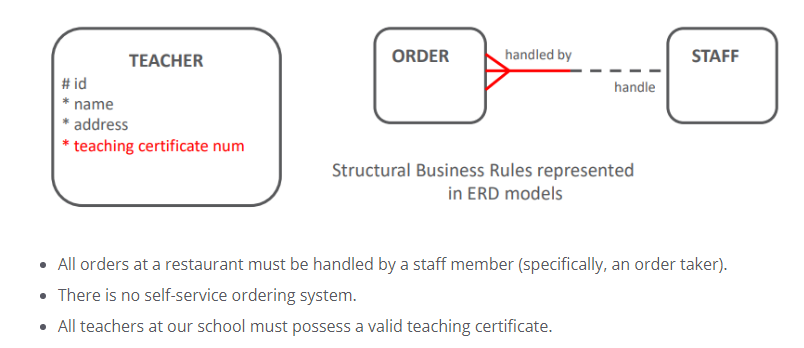 TEACHER
# id
* name
* address
* teaching certificate num
ORDER
handled by
handle
STAFF
Structural Business Rules represented
in ERD models
• All orders at a restaurant must be handled by a staff member (specifically, an order taker).
• There is no self-service ordering system.
• All teachers at our school must possess a valid teaching certificate.